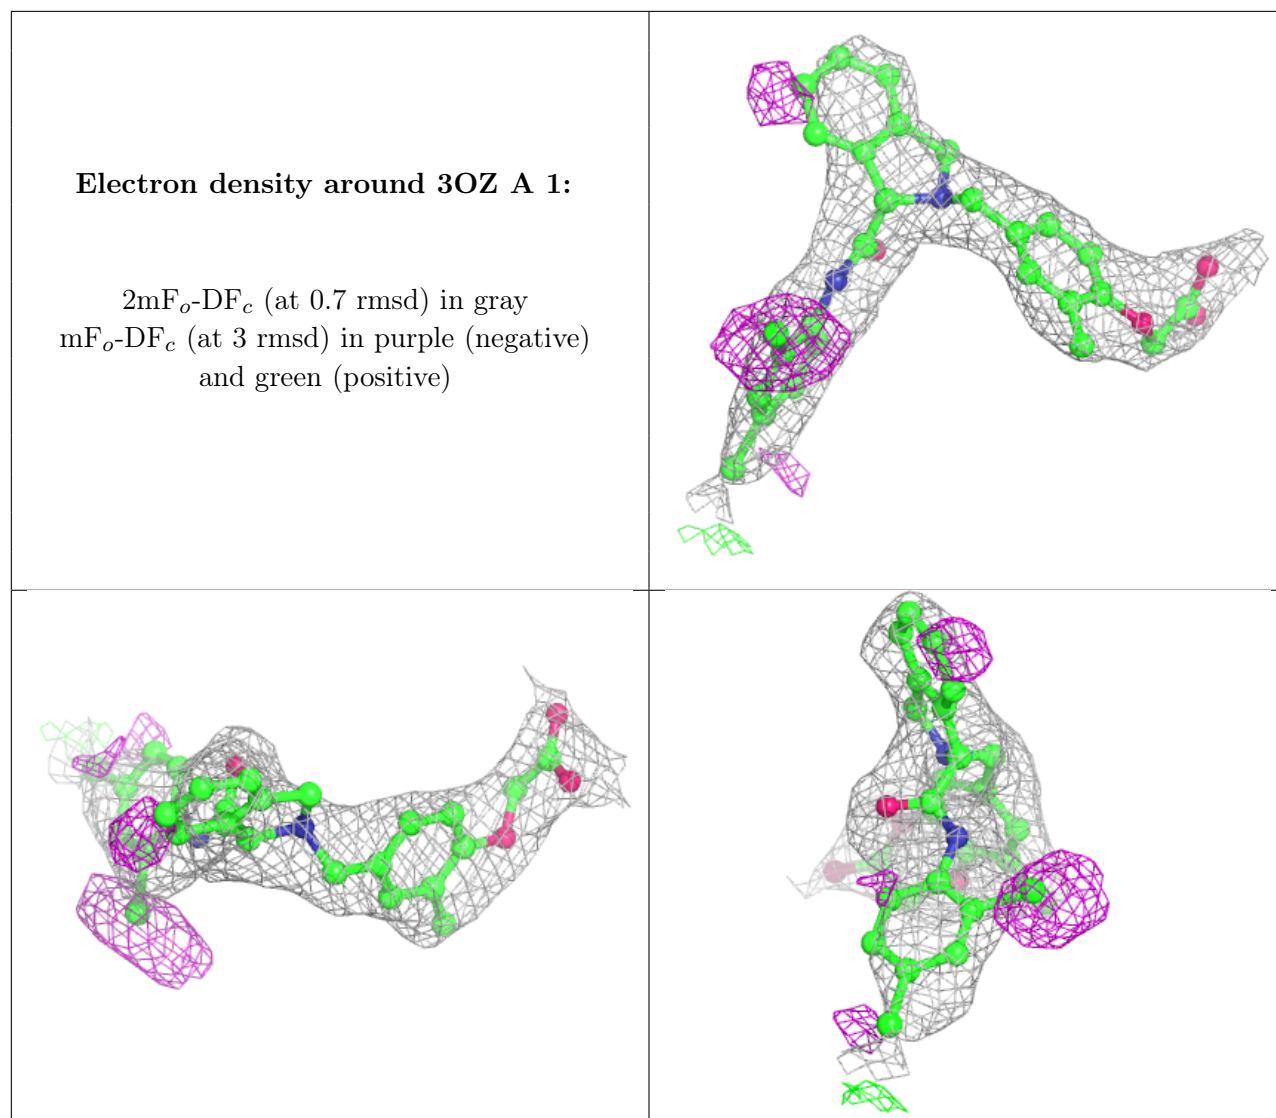 Electron density around 3OZ A 1:
2mFo-DFc (at 0.7 rmsd) in gray
mFo-DFc (at 3 rmsd) in purple (negative)
and green (positive)